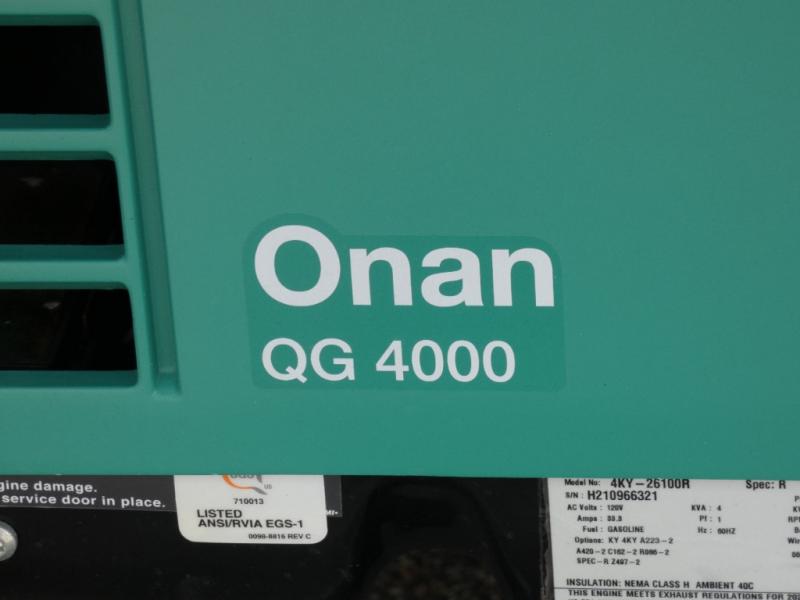 Onan
QG 4000
gine damage.
service door in place.
US
710013
LISTED
ANSI/RVIA EGS-1
0098-8816 REV C
Model No: 4KY-26100R Spec: R
S/N: H210966321
AC Volts: 120V KVA: 4
Amps: 33.3 Pf: 1
Fuel: GASOLINE Hz: 60HZ
Options: KY 4KY A223-2
A420-2 C162-2 R086-2
SPEC-R Z497-2
INSULATION: NEMA CLASS H AMBIENT 40C
THIS ENGINE MEETS EXHAUST REGULATIONS FOR